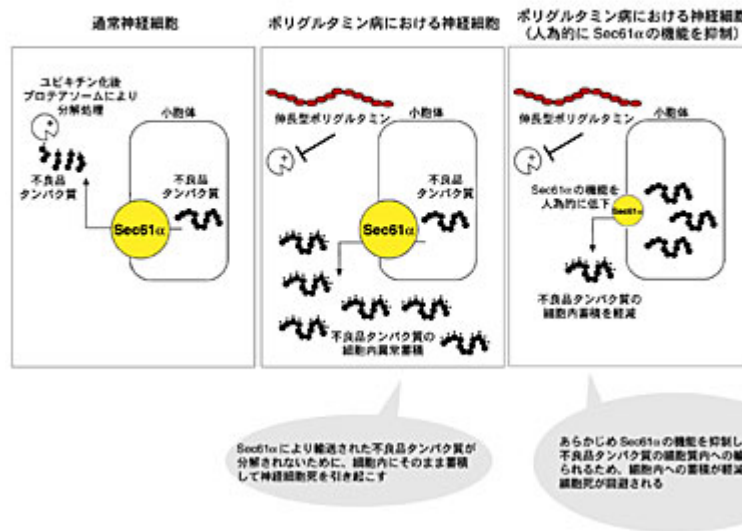 通常神経細胞
ユビキチン化後
プロテアソームにより
分解処理
小胞体
不良品
タンパク質
不良品
タンパク質
Sec61α
ポリグルタミン病における神経細胞
伸長型ポリグルタミン
小胞体
不良品
タンパク質
Sec61α
不良品タンパク質の
細胞内異常蓄積
ポリグルタミン病における神経細胞
（人為的に Sec61αの機能を抑制）
伸長型ポリグルタミン
小胞体
Sec61αの機能を
人為的に低下
Sec61α
不良品タンパク質の
細胞内蓄積を軽減
Sec61αにより輸送された不良品タンパク質が
分解されないために、細胞内にそのまま蓄積
して神経細胞死を引き起こす
あらかじめ Sec61αの機能を抑制し
不良品タンパク質の細胞質内への輸
られるため、細胞内への蓄積が軽減
細胞死が回避される